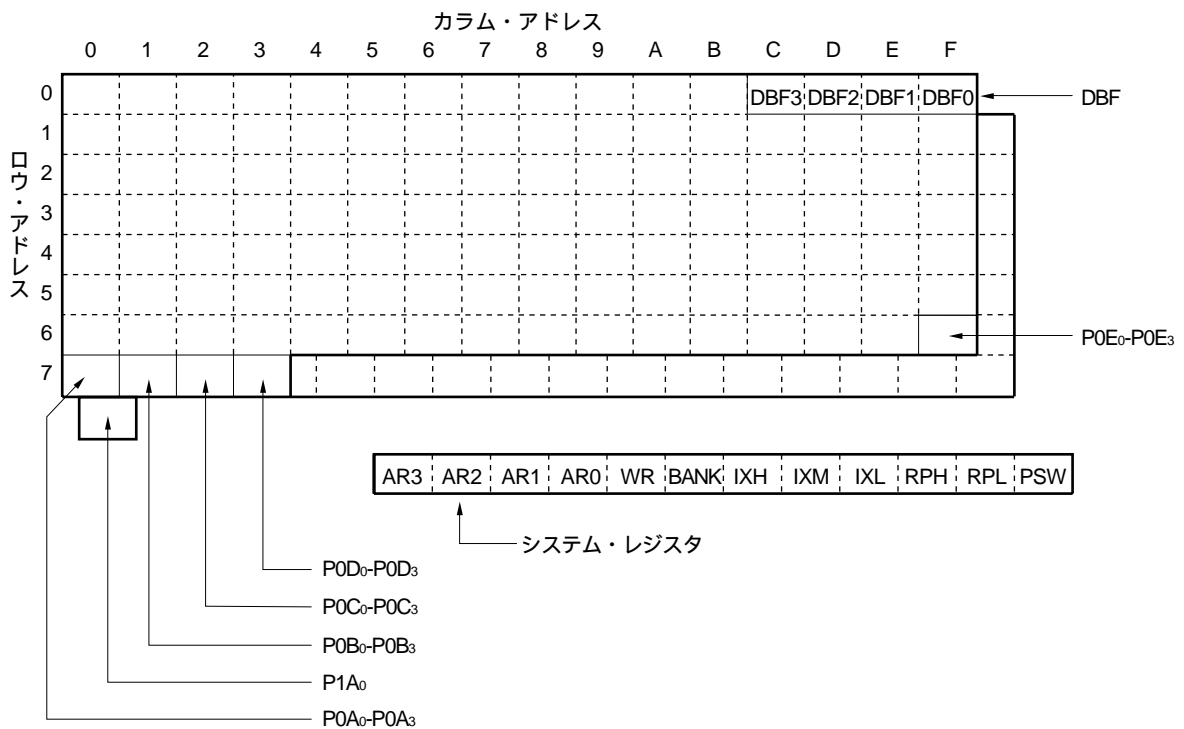 カラム・アドレス
0 1 2 3 4 5 6 7 8 9 A B C D E F
ロウ・アドレス
0 DBF3 DBF2 DBF1 DBF0 DBF
1
2
3
4
5
6 P0E0-P0E3
7
AR3 AR2 AR1 AR0 WR BANK IXH IXM IXL RPH RPL PSW
システム・レジスタ
P0D0-P0D3
P0C0-P0C3
P0B0-P0B3
P1A0
P0A0-P0A3